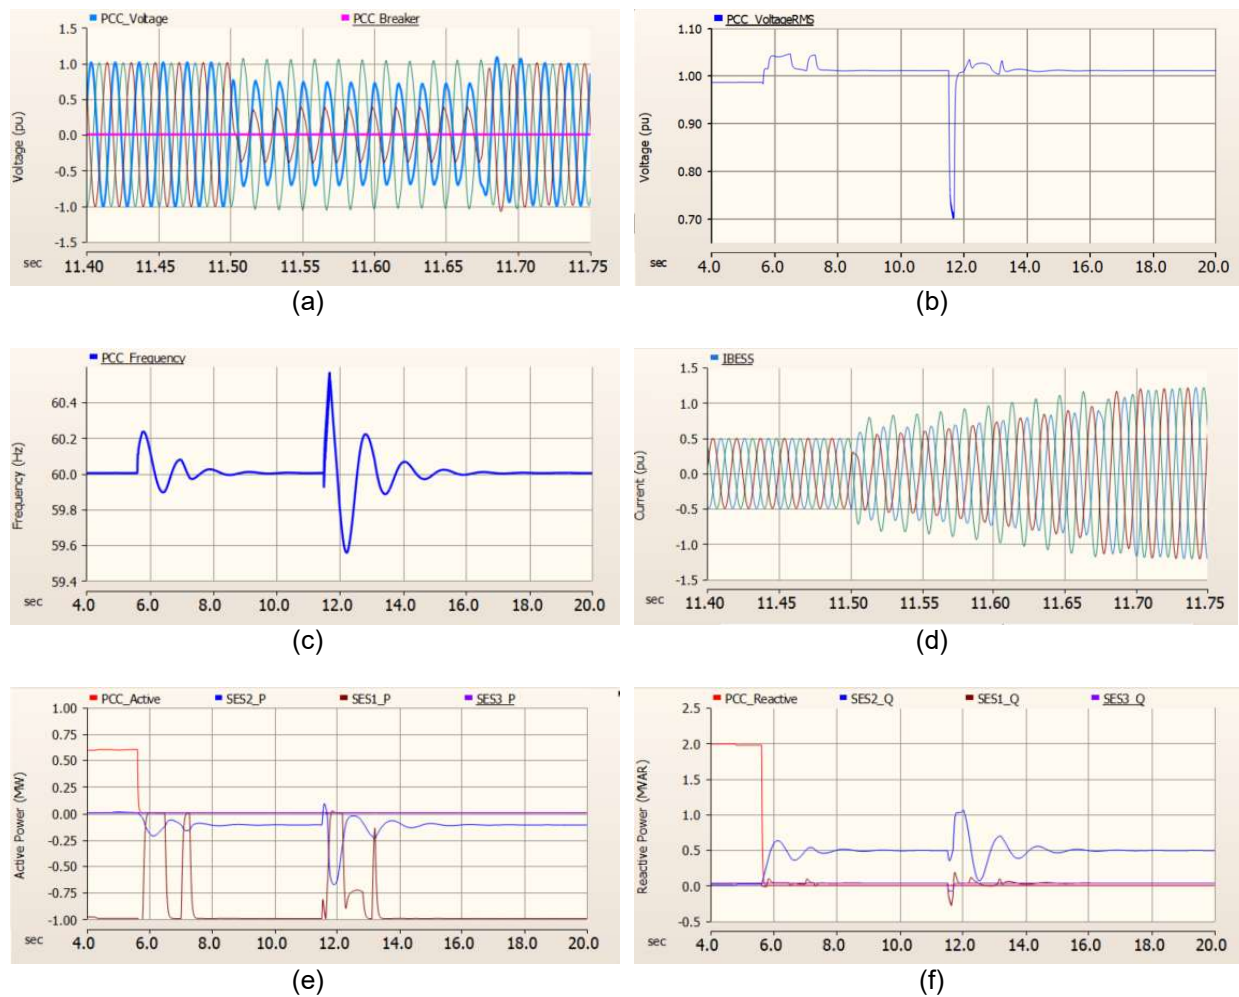 PCC_Voltage PCC Breaker
1.5
1.0
0.5
0.0
-0.5
-1.0
-1.5
Voltage (pu)
sec
11.40 11.45 11.50 11.55 11.60 11.65 11.70 11.75
(a)
PCC_VoltageRMS
1.10
1.00
0.90
0.80
0.70
Voltage (pu)
sec
4.0 6.0 8.0 10.0 12.0 14.0 16.0 18.0 20.0
(b)
PCC_Frequency
60.4
60.2
60.0
59.8
59.6
59.4
Frequency (Hz)
sec
4.0 6.0 8.0 10.0 12.0 14.0 16.0 18.0 20.0
(c)
IBESS
1.5
1.0
0.5
0.0
-0.5
-1.0
-1.5
Current (pu)
sec
11.40 11.45 11.50 11.55 11.60 11.65 11.70 11.75
(d)
PCC_Active SES2_P SES1_P SES3_P
1.00
0.75
0.50
0.25
0.00
-0.25
-0.50
-0.75
-1.00
Active Power (MW)
sec
4.0 6.0 8.0 10.0 12.0 14.0 16.0 18.0 20.0
(e)
PCC_Reactive SES2_Q SES1_Q SES3_Q
2.5
2.0
1.5
1.0
0.5
0.0
-0.5
Reactive Power (MVAR)
sec
4.0 6.0 8.0 10.0 12.0 14.0 16.0 18.0 20.0
(f)